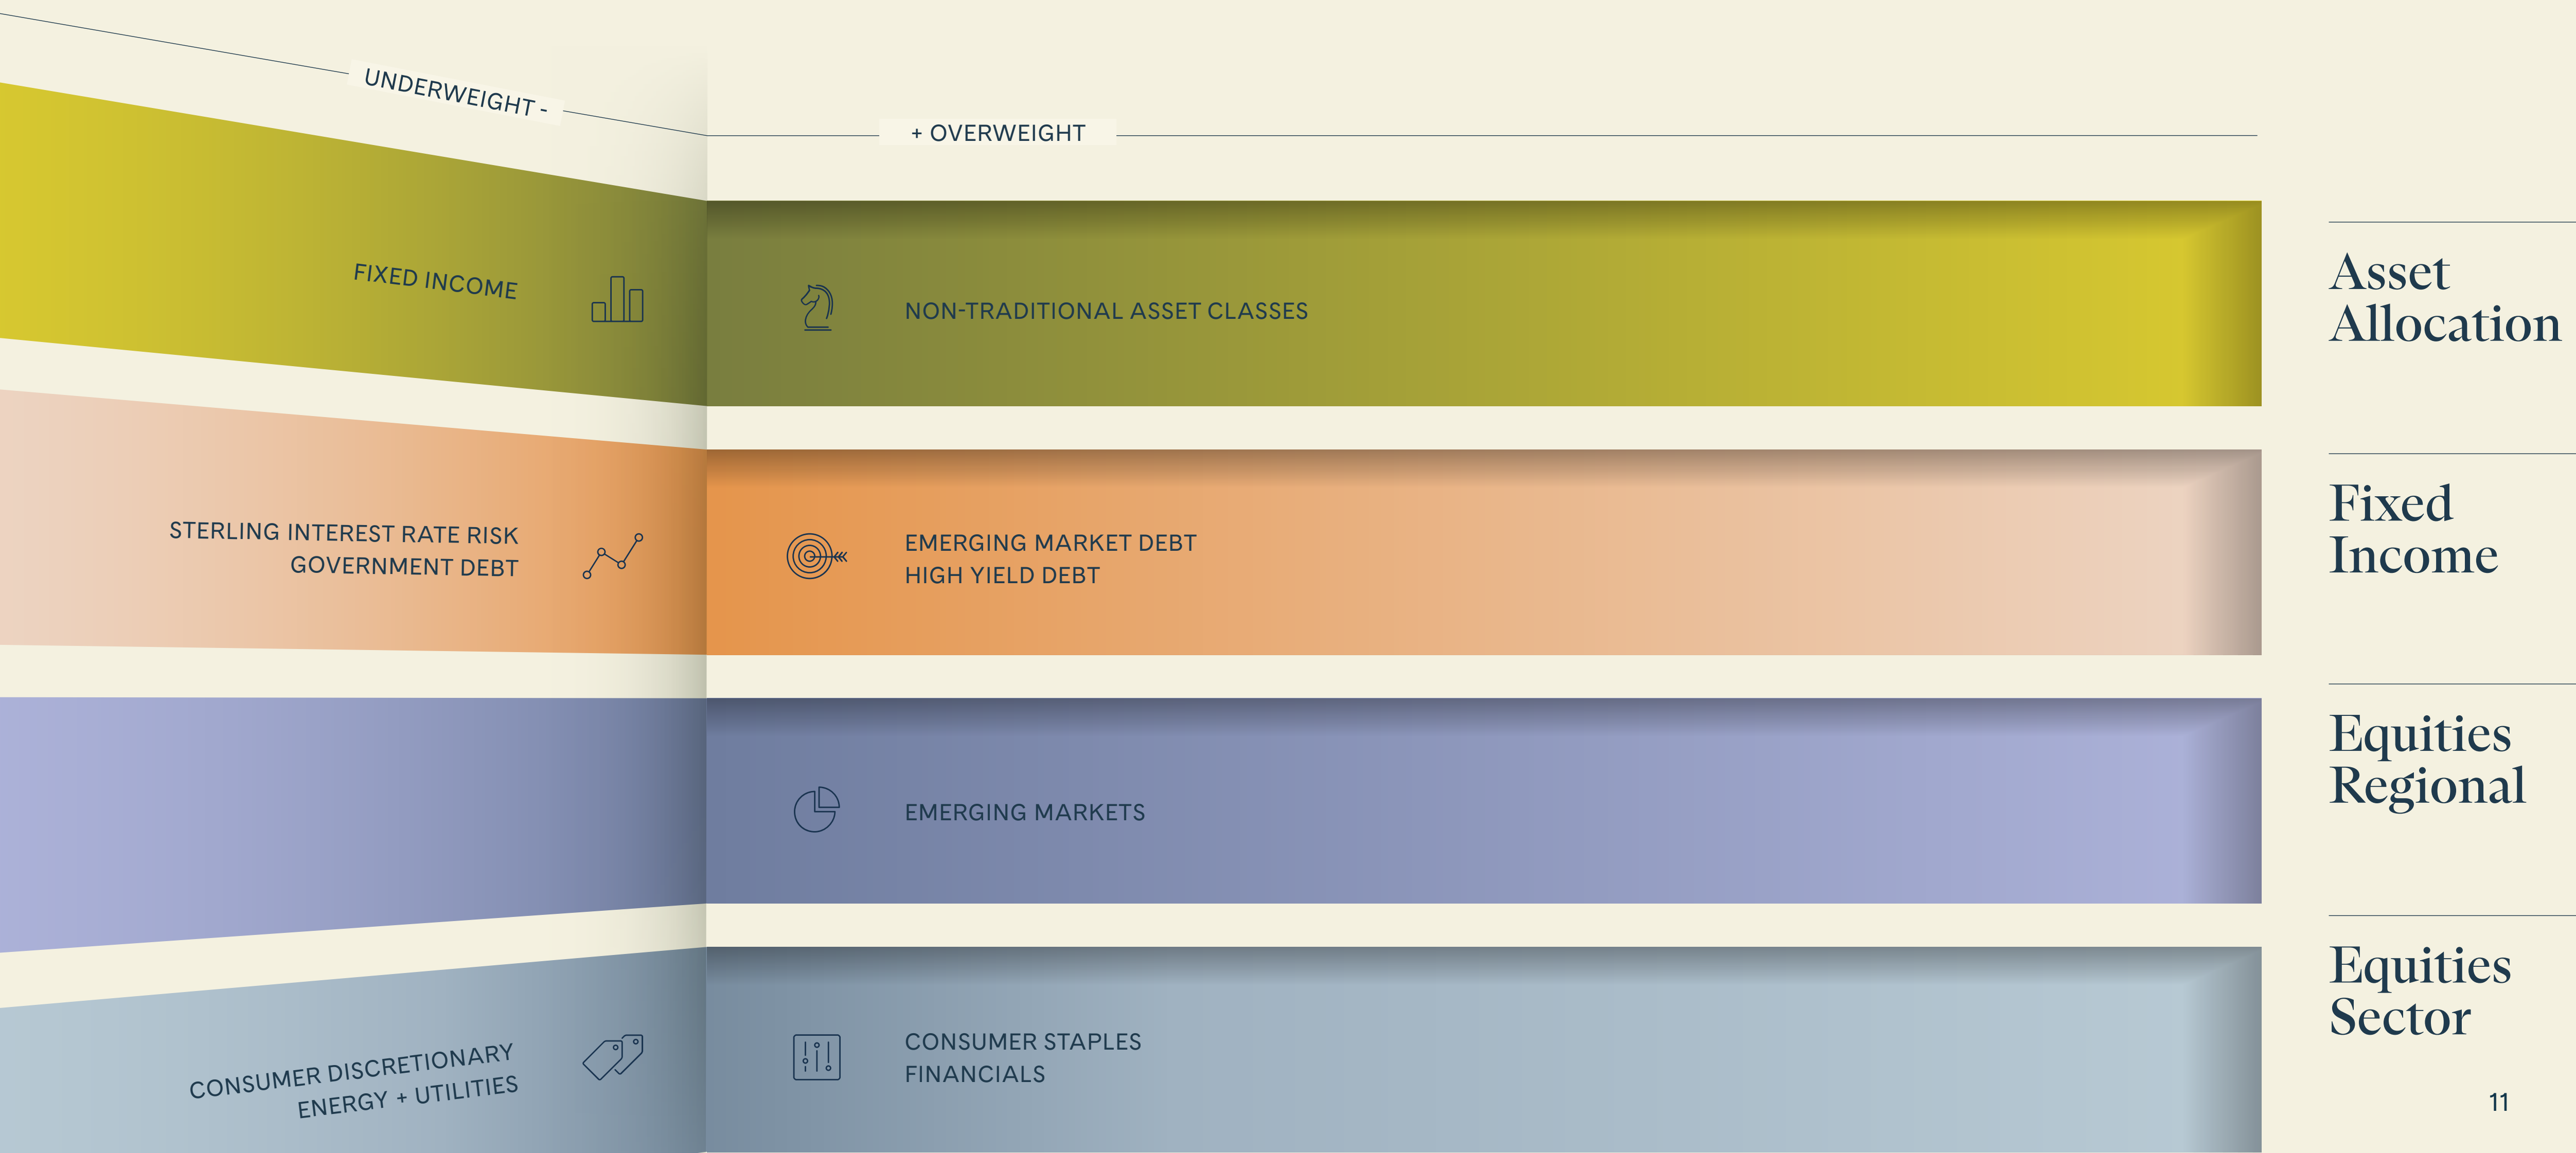 UNDERWEIGHT -
+ OVERWEIGHT
FIXED INCOME
NON-TRADITIONAL ASSET CLASSES
Asset
Allocation
STERLING INTEREST RATE RISK
GOVERNMENT DEBT
EMERGING MARKET DEBT
HIGH YIELD DEBT
Fixed
Income
EMERGING MARKETS
Equities
Regional
CONSUMER DISCRETIONARY
ENERGY + UTILITIES
CONSUMER STAPLES
FINANCIALS
Equities
Sector
11